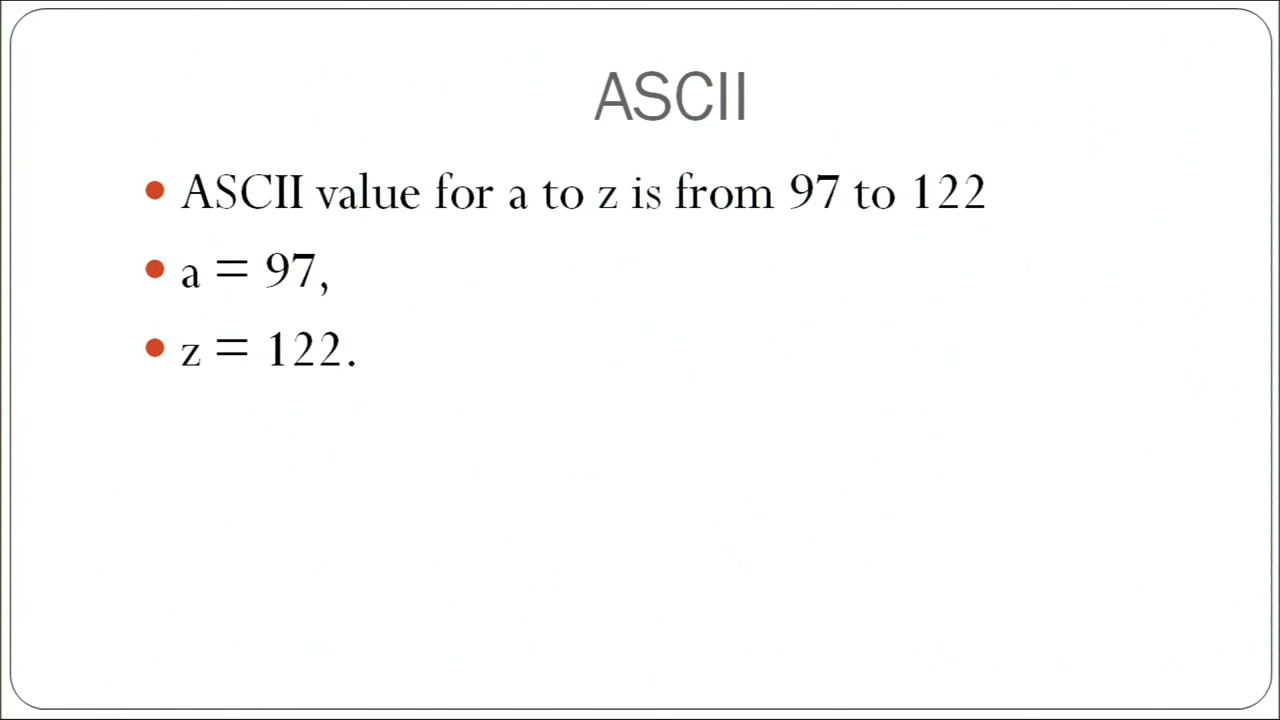 ASCII
ASCII value for a to z is from 97 to 122
a = 97,
z = 122.